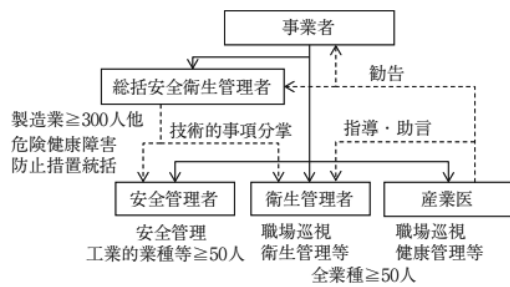 事業者
総括安全衛生管理者
勧告
製造業≧300人他
危険健康障害
防止措置統括
技術的事項分掌
指導・助言
安全管理者
衛生管理者
産業医
安全管理
工業的業種等≧50人
職場巡視
衛生管理等
全業種≧50人
職場巡視
健康管理等